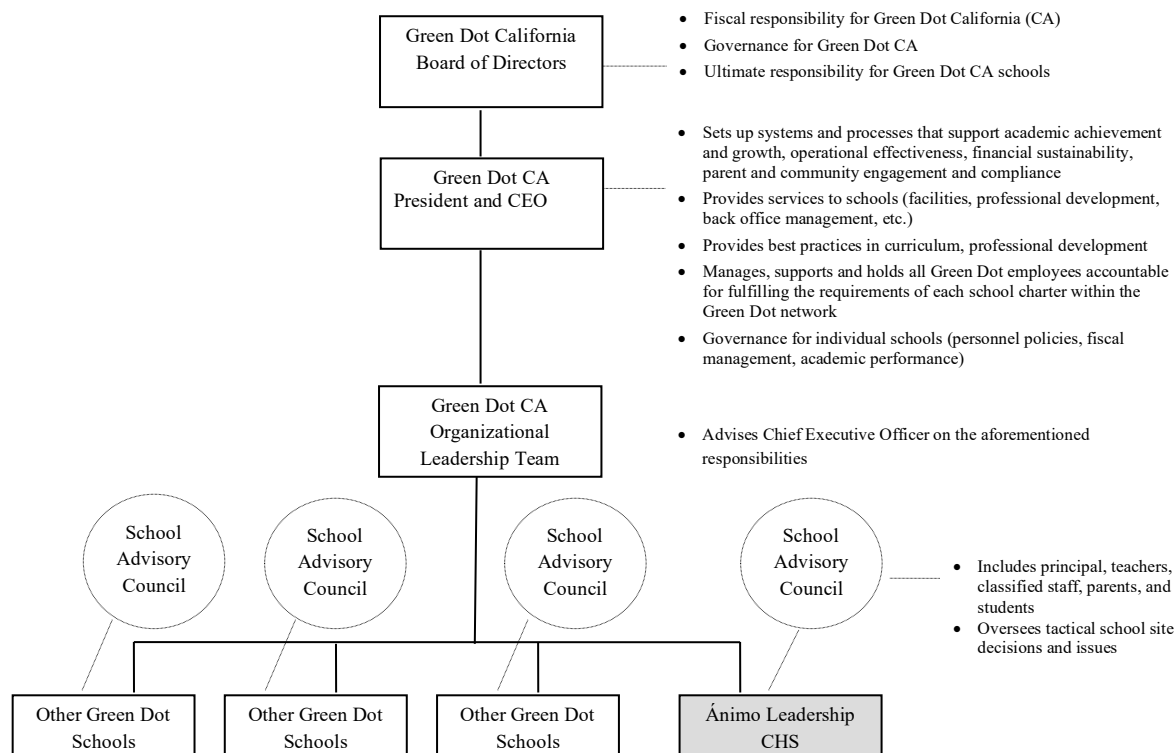 Green Dot California
Board of Directors
• Fiscal responsibility for Green Dot California (CA)
• Governance for Green Dot CA
• Ultimate responsibility for Green Dot CA schools
Green Dot CA
President and CEO
• Sets up systems and processes that support academic achievement
and growth, operational effectiveness, financial sustainability,
parent and community engagement and compliance
• Provides services to schools (facilities, professional development,
back office management, etc.)
• Provides best practices in curriculum, professional development
• Manages, supports and holds all Green Dot employees accountable
for fulfilling the requirements of each school charter within the
Green Dot network
• Governance for individual schools (personnel policies, fiscal
management, academic performance)
Green Dot CA
Organizational
Leadership Team
• Advises Chief Executive Officer on the aforementioned
responsibilities
School
Advisory
Council
School
Advisory
Council
School
Advisory
Council
School
Advisory
Council
• Includes principal, teachers,
classified staff, parents, and
students
• Oversees tactical school site
decisions and issues
Other Green Dot
Schools
Other Green Dot
Schools
Other Green Dot
Schools
Ánimo Leadership
CHS